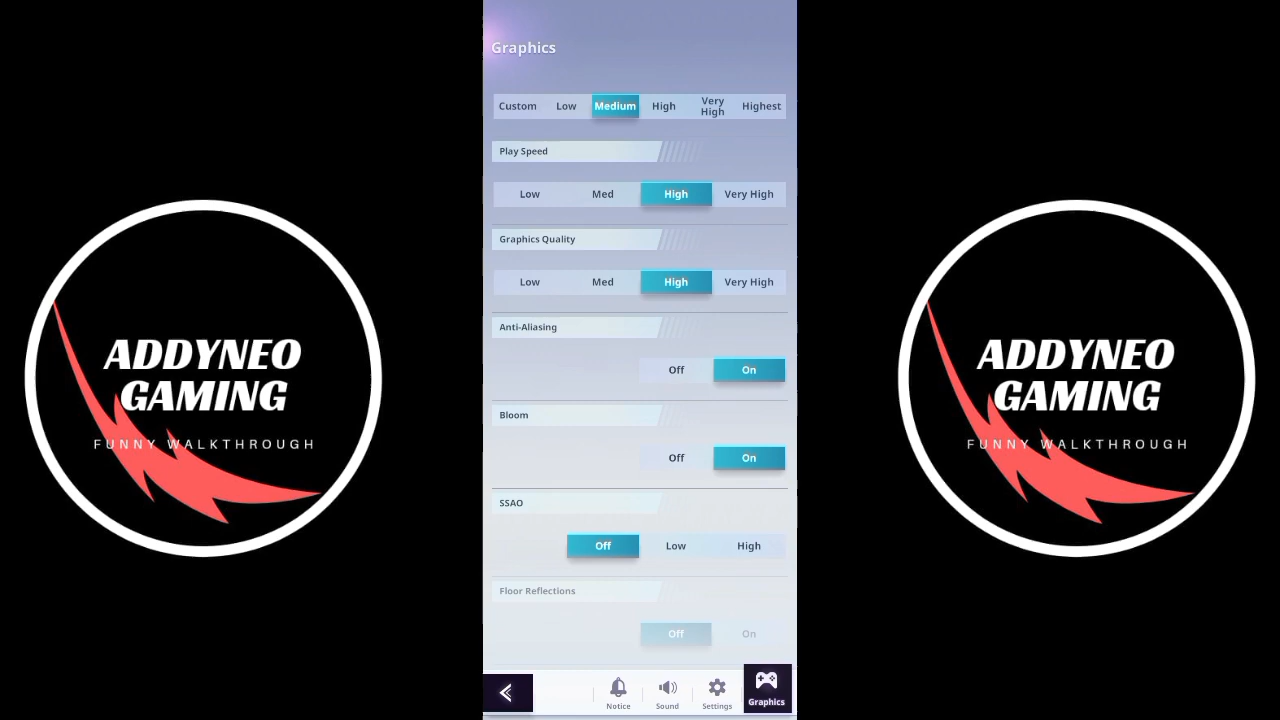 Graphics
Custom Low Medium High Very High Highest
Play Speed
Low Med High Very High
Graphics Quality
Low Med High Very High
Anti-Aliasing
Off On
Bloom
Off On
SSAO
Off Low High
Floor Reflections
Off On
Notice Sound Settings Graphics
ADDYNEO
GAMING
FUNNY WALKTHROUGH
ADDYNEO
GAMING
FUNNY WALKTHROUGH